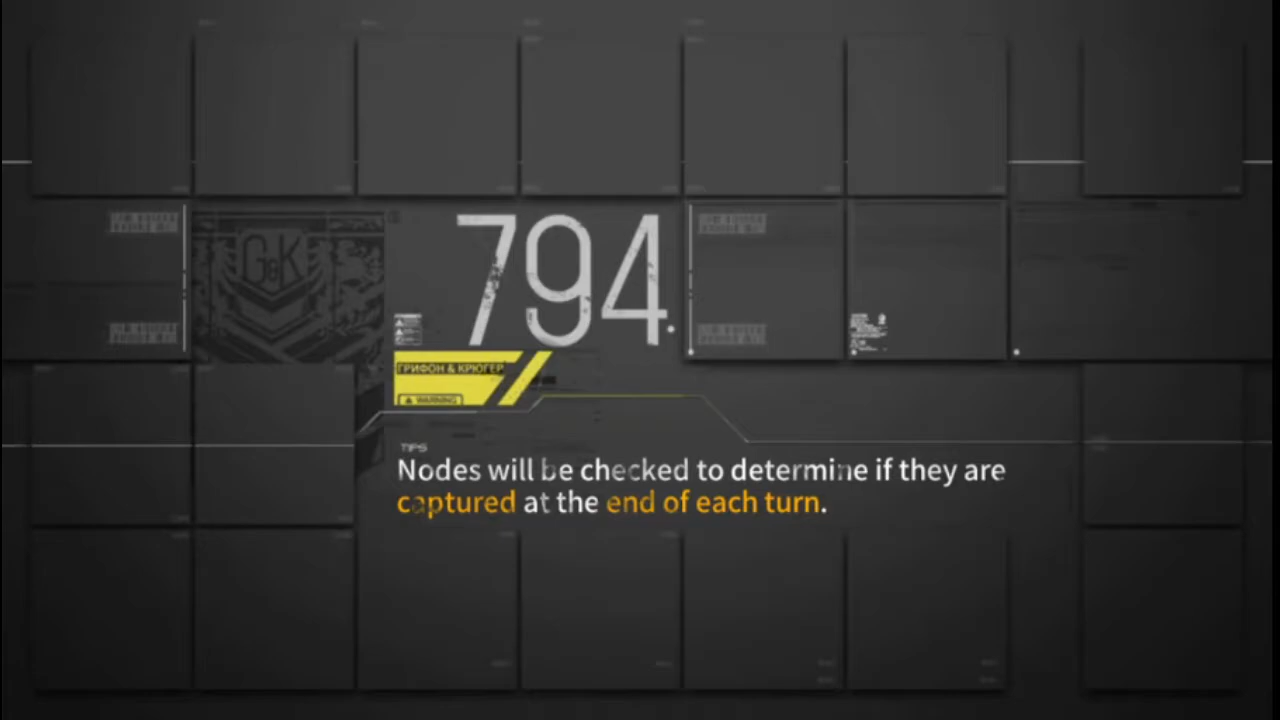 G&K
794.
ГРИФОН & КРЮГЕР
WARNING
TIPS
Nodes will be checked to determine if they are
captured at the end of each turn.